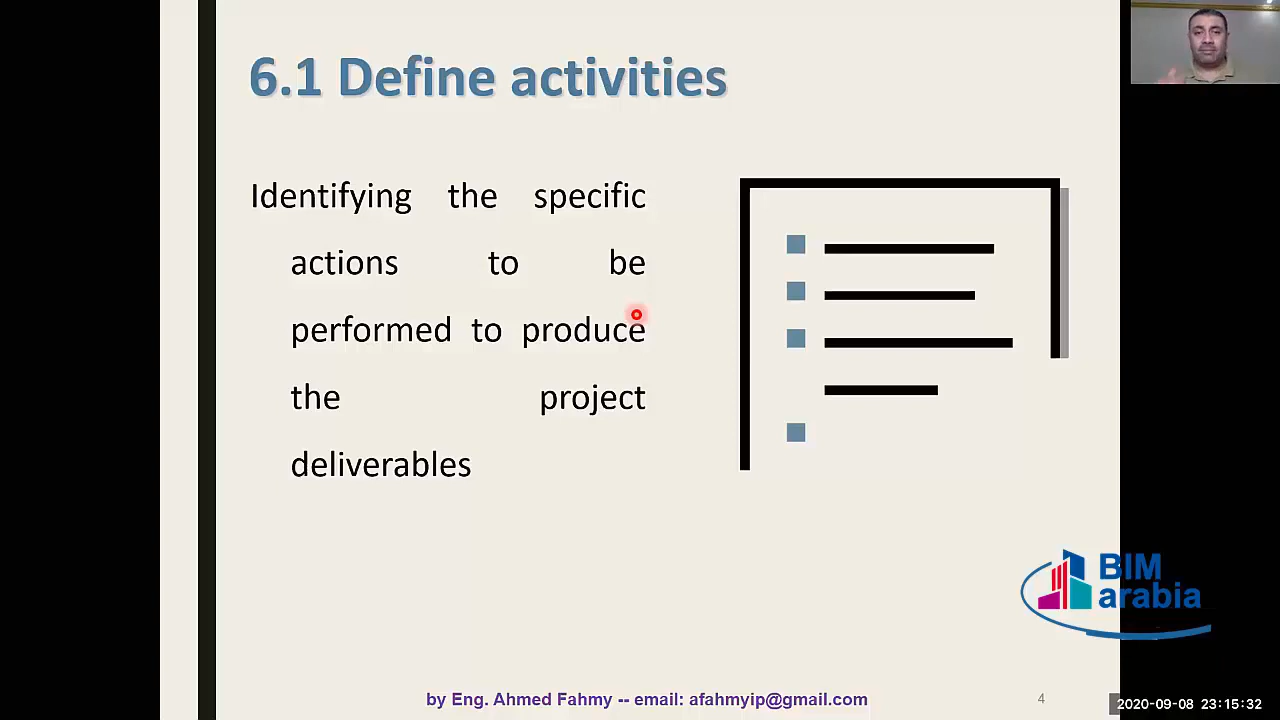 6.1 Define activities
Identifying the specific
actions to be
performed to produce
the project
deliverables
BIM
arabia
by Eng. Ahmed Fahmy -- email: afahmyip@gmail.com
4
2020-09-08 23:15:32